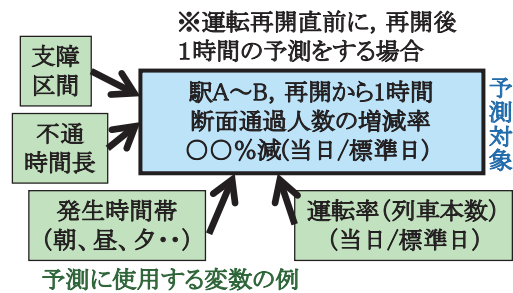 ※運転再開直前に，再開後
1時間の予測をする場合
支障
区間
駅A～B，再開から1時間
断面通過人数の増減率
○○％減(当日/標準日)
予測対象
不通
時間長
発生時間帯
(朝、昼、夕・・)
運転率(列車本数)
(当日/標準日)
予測に使用する変数の例